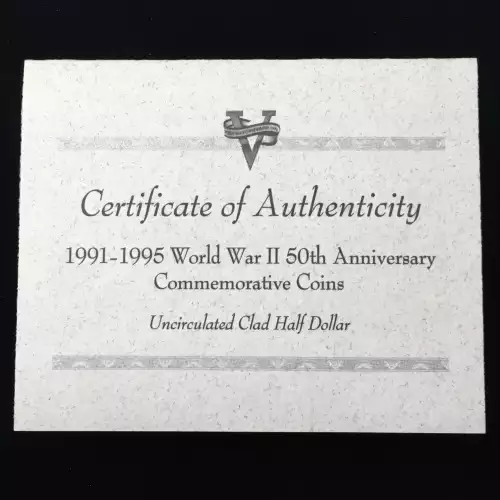 V
Certificate of Authenticity
1991-1995 World War II 50th Anniversary
Commemorative Coins
Uncirculated Clad Half Dollar